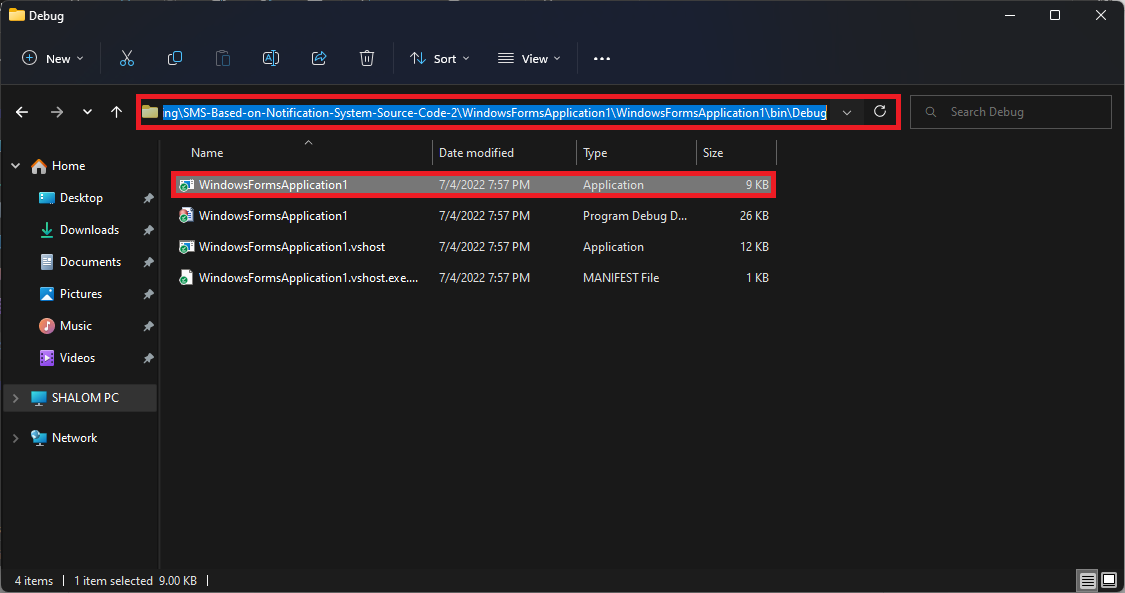 Debug
New
Sort
View
ng\SMS-Based-on-Notification-System-Source-Code-2\WindowsFormsApplication1\WindowsFormsApplication1\bin\Debug
Search Debug
Home
Desktop
Downloads
Documents
Pictures
Music
Videos
SHALOM PC
Network
Name Date modified Type Size
WindowsFormsApplication1 7/4/2022 7:57 PM Application 9 KB
WindowsFormsApplication1 7/4/2022 7:57 PM Program Debug D... 26 KB
WindowsFormsApplication1.vshost 7/4/2022 7:57 PM Application 12 KB
WindowsFormsApplication1.vshost.exe.... 7/4/2022 7:57 PM MANIFEST File 1 KB
4 items 1 item selected 9.00 KB